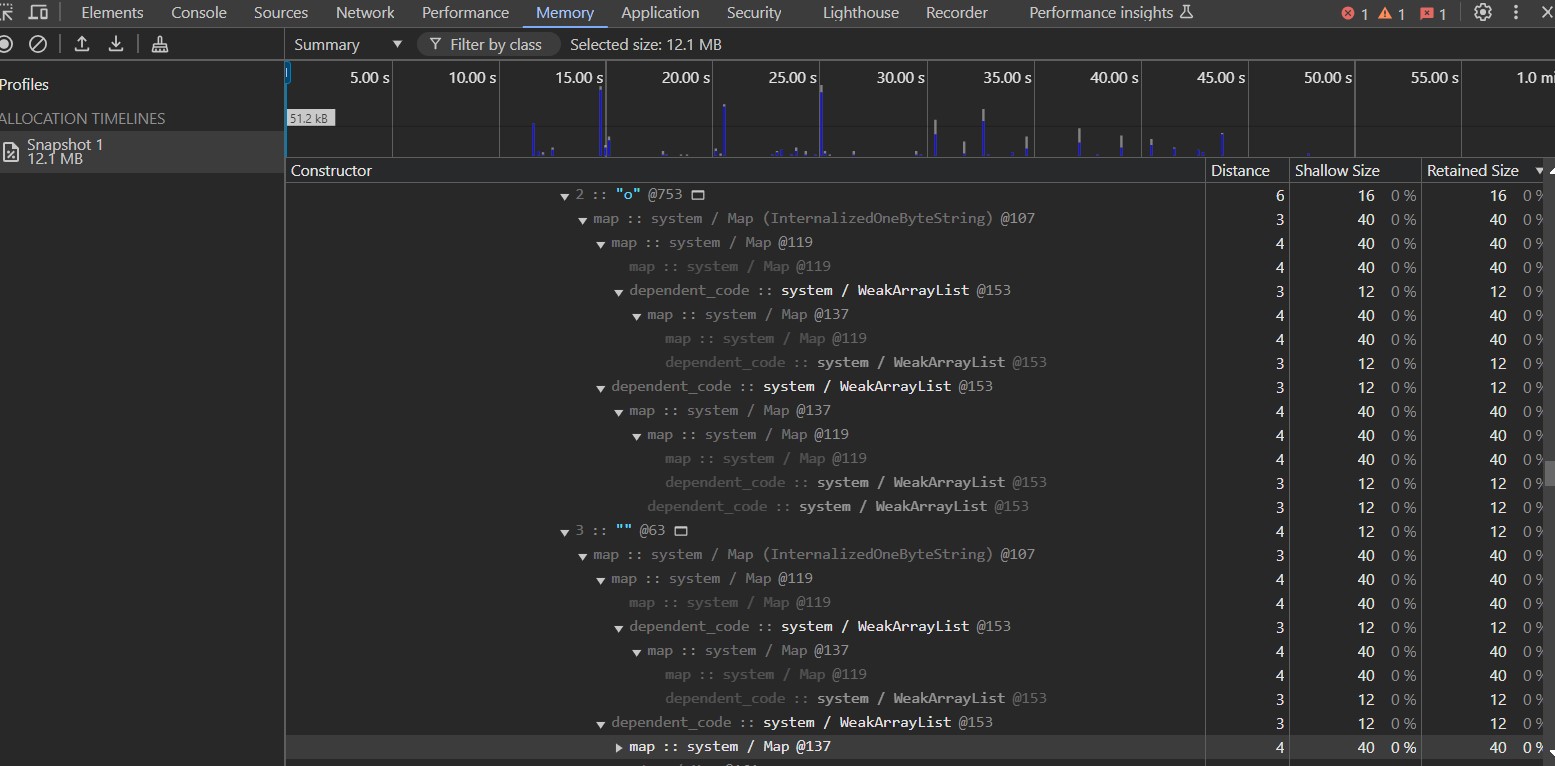 Elements Console Sources Network Performance Memory Application Security Lighthouse Recorder Performance insights 1 1 1
Summary Filter by class Selected size: 12.1 MB
Profiles
ALLOCATION TIMELINES
Snapshot 1
12.1 MB
5.00 s 10.00 s 15.00 s 20.00 s 25.00 s 30.00 s 35.00 s 40.00 s 45.00 s 50.00 s 55.00 s 1.0 mi
51.2 kB
Constructor Distance Shallow Size Retained Size
2 :: "o" @753 6 16 0 % 16 0 %
map :: system / Map (InternalizedOneByteString) @107 3 40 0 % 40 0 %
map :: system / Map @119 4 40 0 % 40 0 %
map :: system / Map @119 4 40 0 % 40 0 %
dependent_code :: system / WeakArrayList @153 3 12 0 % 12 0 %
map :: system / Map @137 4 40 0 % 40 0 %
map :: system / Map @119 4 40 0 % 40 0 %
dependent_code :: system / WeakArrayList @153 3 12 0 % 12 0 %
dependent_code :: system / WeakArrayList @153 3 12 0 % 12 0 %
map :: system / Map @137 4 40 0 % 40 0 %
map :: system / Map @119 4 40 0 % 40 0 %
map :: system / Map @119 4 40 0 % 40 0 %
dependent_code :: system / WeakArrayList @153 3 12 0 % 12 0 %
dependent_code :: system / WeakArrayList @153 3 12 0 % 12 0 %
3 :: "" @63 4 12 0 % 12 0 %
map :: system / Map (InternalizedOneByteString) @107 3 40 0 % 40 0 %
map :: system / Map @119 4 40 0 % 40 0 %
map :: system / Map @119 4 40 0 % 40 0 %
dependent_code :: system / WeakArrayList @153 3 12 0 % 12 0 %
map :: system / Map @137 4 40 0 % 40 0 %
map :: system / Map @119 4 40 0 % 40 0 %
dependent_code :: system / WeakArrayList @153 3 12 0 % 12 0 %
dependent_code :: system / WeakArrayList @153 3 12 0 % 12 0 %
map :: system / Map @137 4 40 0 % 40 0 %